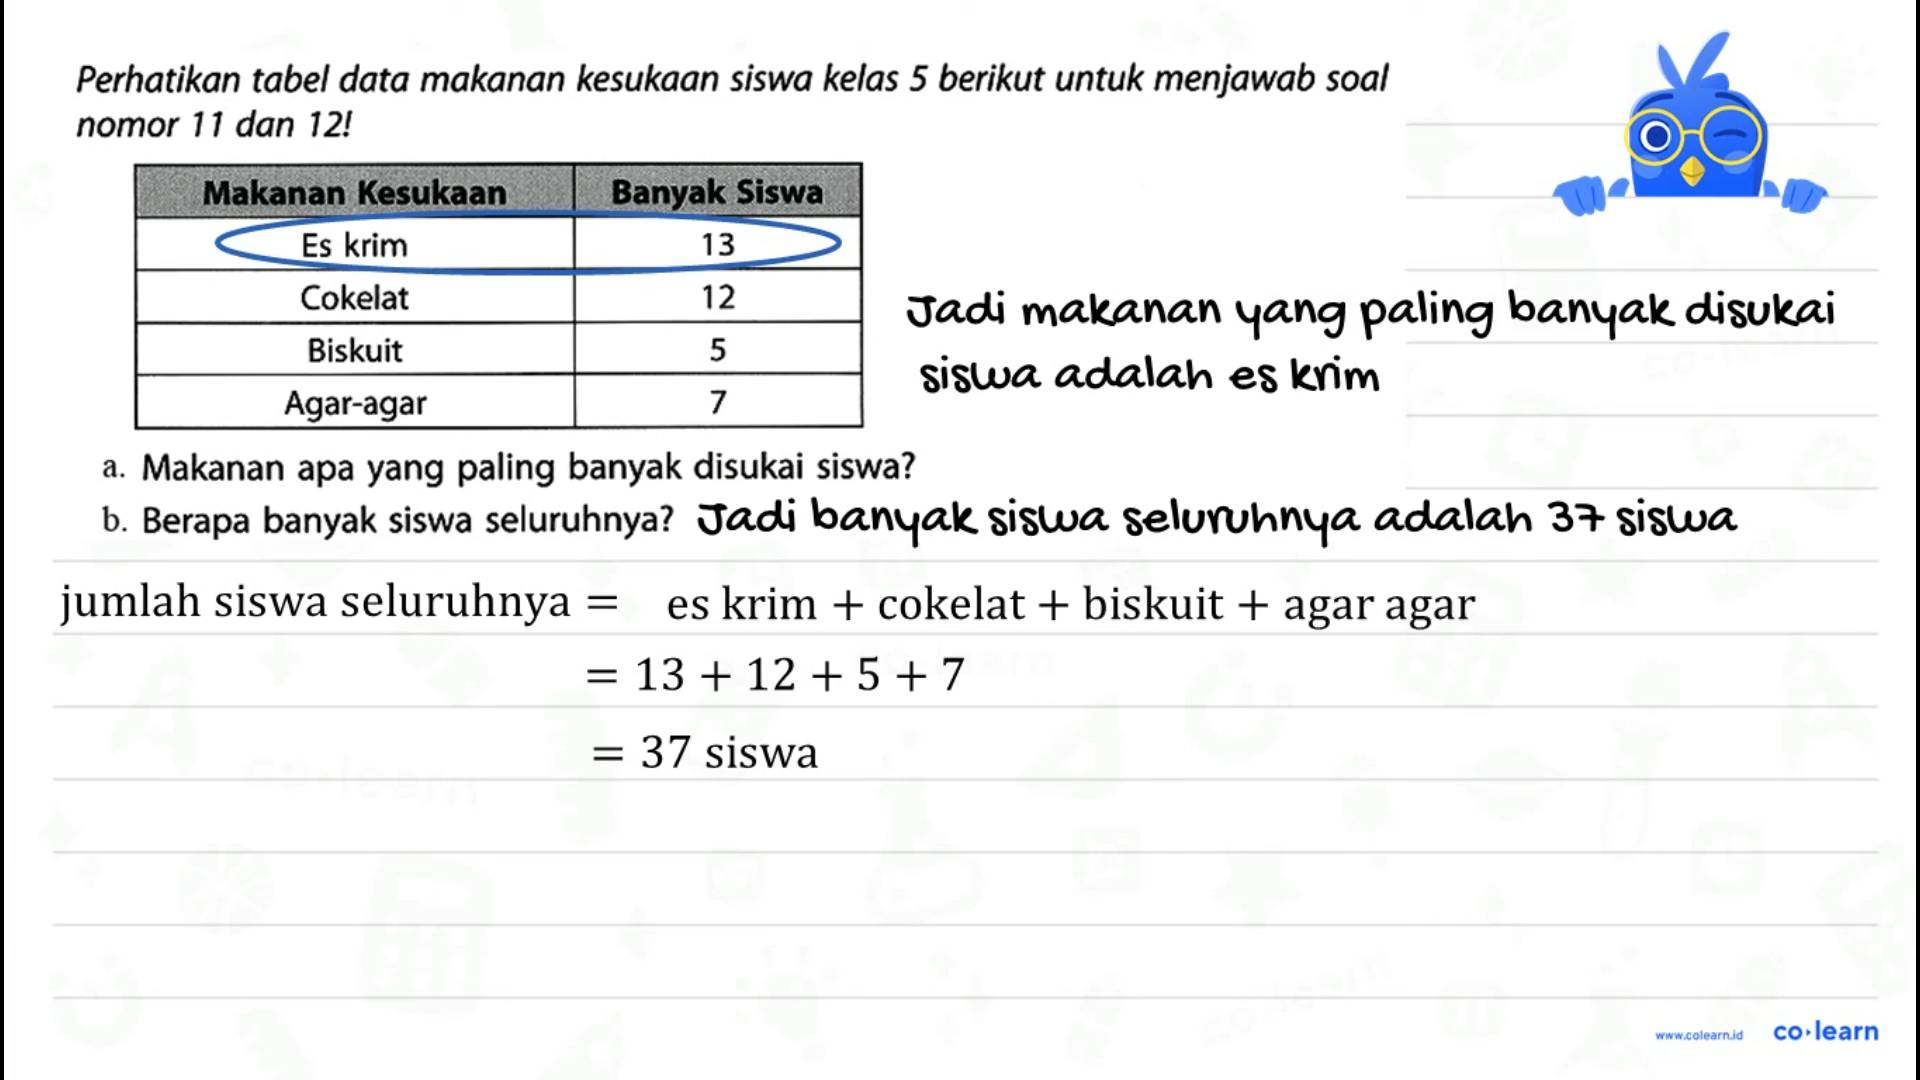 Perhatikan tabel data makanan kesukaan siswa kelas 5 berikut untuk menjawab soal
nomor 11 dan 12!
Makanan Kesukaan Banyak Siswa
Es krim 13
Cokelat 12
Biskuit 5
Agar-agar 7
Jadi makanan yang paling banyak disukai
siswa adalah es krim
a. Makanan apa yang paling banyak disukai siswa?
b. Berapa banyak siswa seluruhnya? Jadi banyak siswa seluruhnya adalah 37 siswa
jumlah siswa seluruhnya = es krim + cokelat + biskuit + agar agar
= 13 + 12 + 5 + 7
= 37 siswa
www.colearn.id co·learn